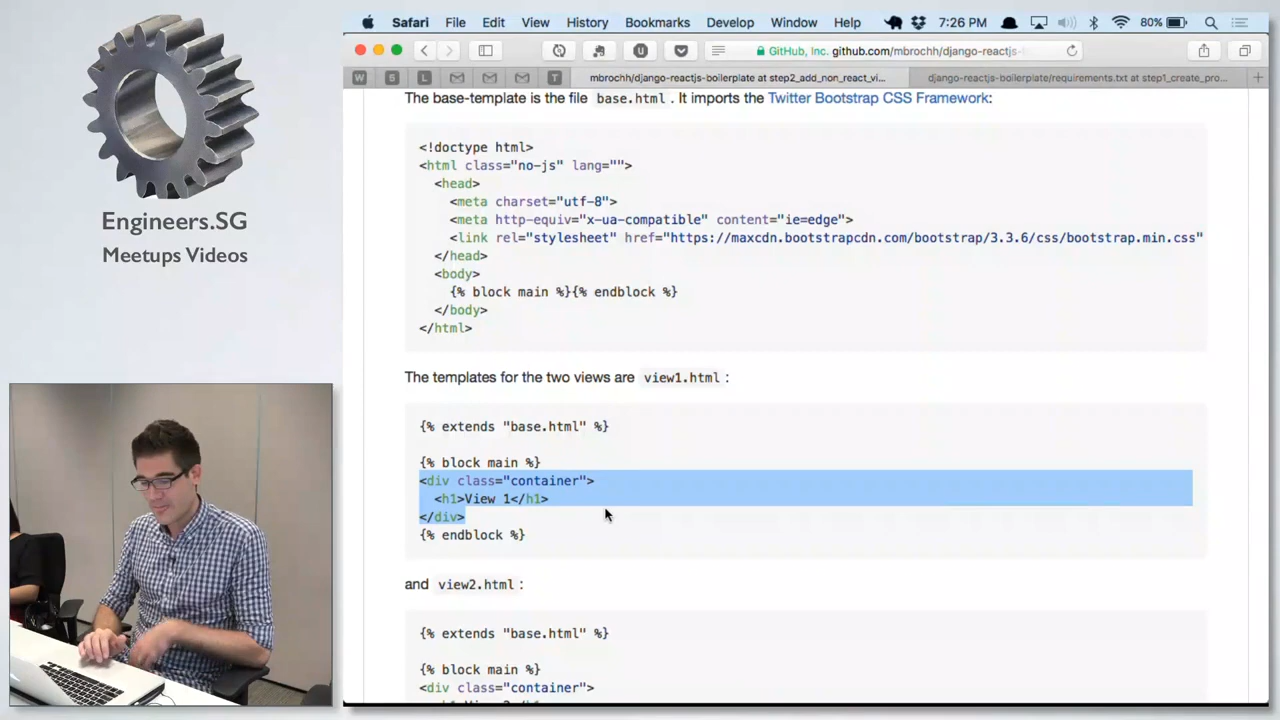 Engineers.SG
Meetups Videos
Safari File Edit View History Bookmarks Develop Window Help 7:26 PM 80%
GitHub, Inc. github.com/mbrochh/django-reactjs-
W 5 L T mbrochh/django-reactjs-boilerplate at step2_add_non_react_vi... django-reactjs-boilerplate/requirements.txt at step1_create_pro...
The base-template is the file base.html. It imports the Twitter Bootstrap CSS Framework:
<!doctype html>
<html class="no-js" lang="">
<head>
<meta charset="utf-8">
<meta http-equiv="x-ua-compatible" content="ie=edge">
<link rel="stylesheet" href="https://maxcdn.bootstrapcdn.com/bootstrap/3.3.6/css/bootstrap.min.css"
</head>
<body>
{% block main %}{% endblock %}
</body>
</html>
The templates for the two views are view1.html:
{% extends "base.html" %}
{% block main %}
<div class="container">
<h1>View 1</h1>
</div>
{% endblock %}
and view2.html:
{% extends "base.html" %}
{% block main %}
<div class="container">